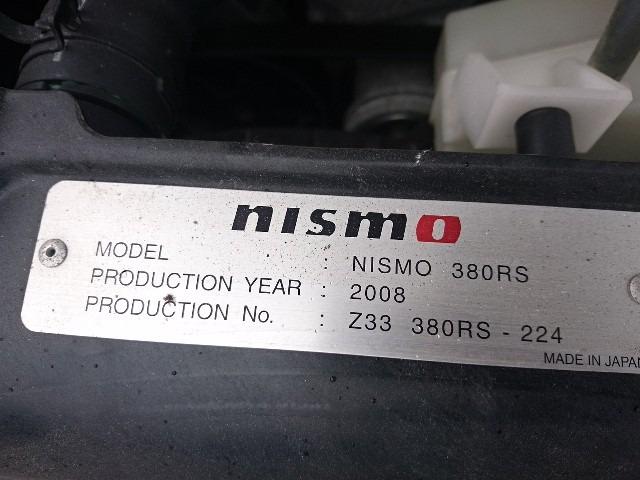 nismo
MODEL : NISMO 380RS
PRODUCTION YEAR : 2008
PRODUCTION No. : Z33 380RS - 224
MADE IN JAPAN